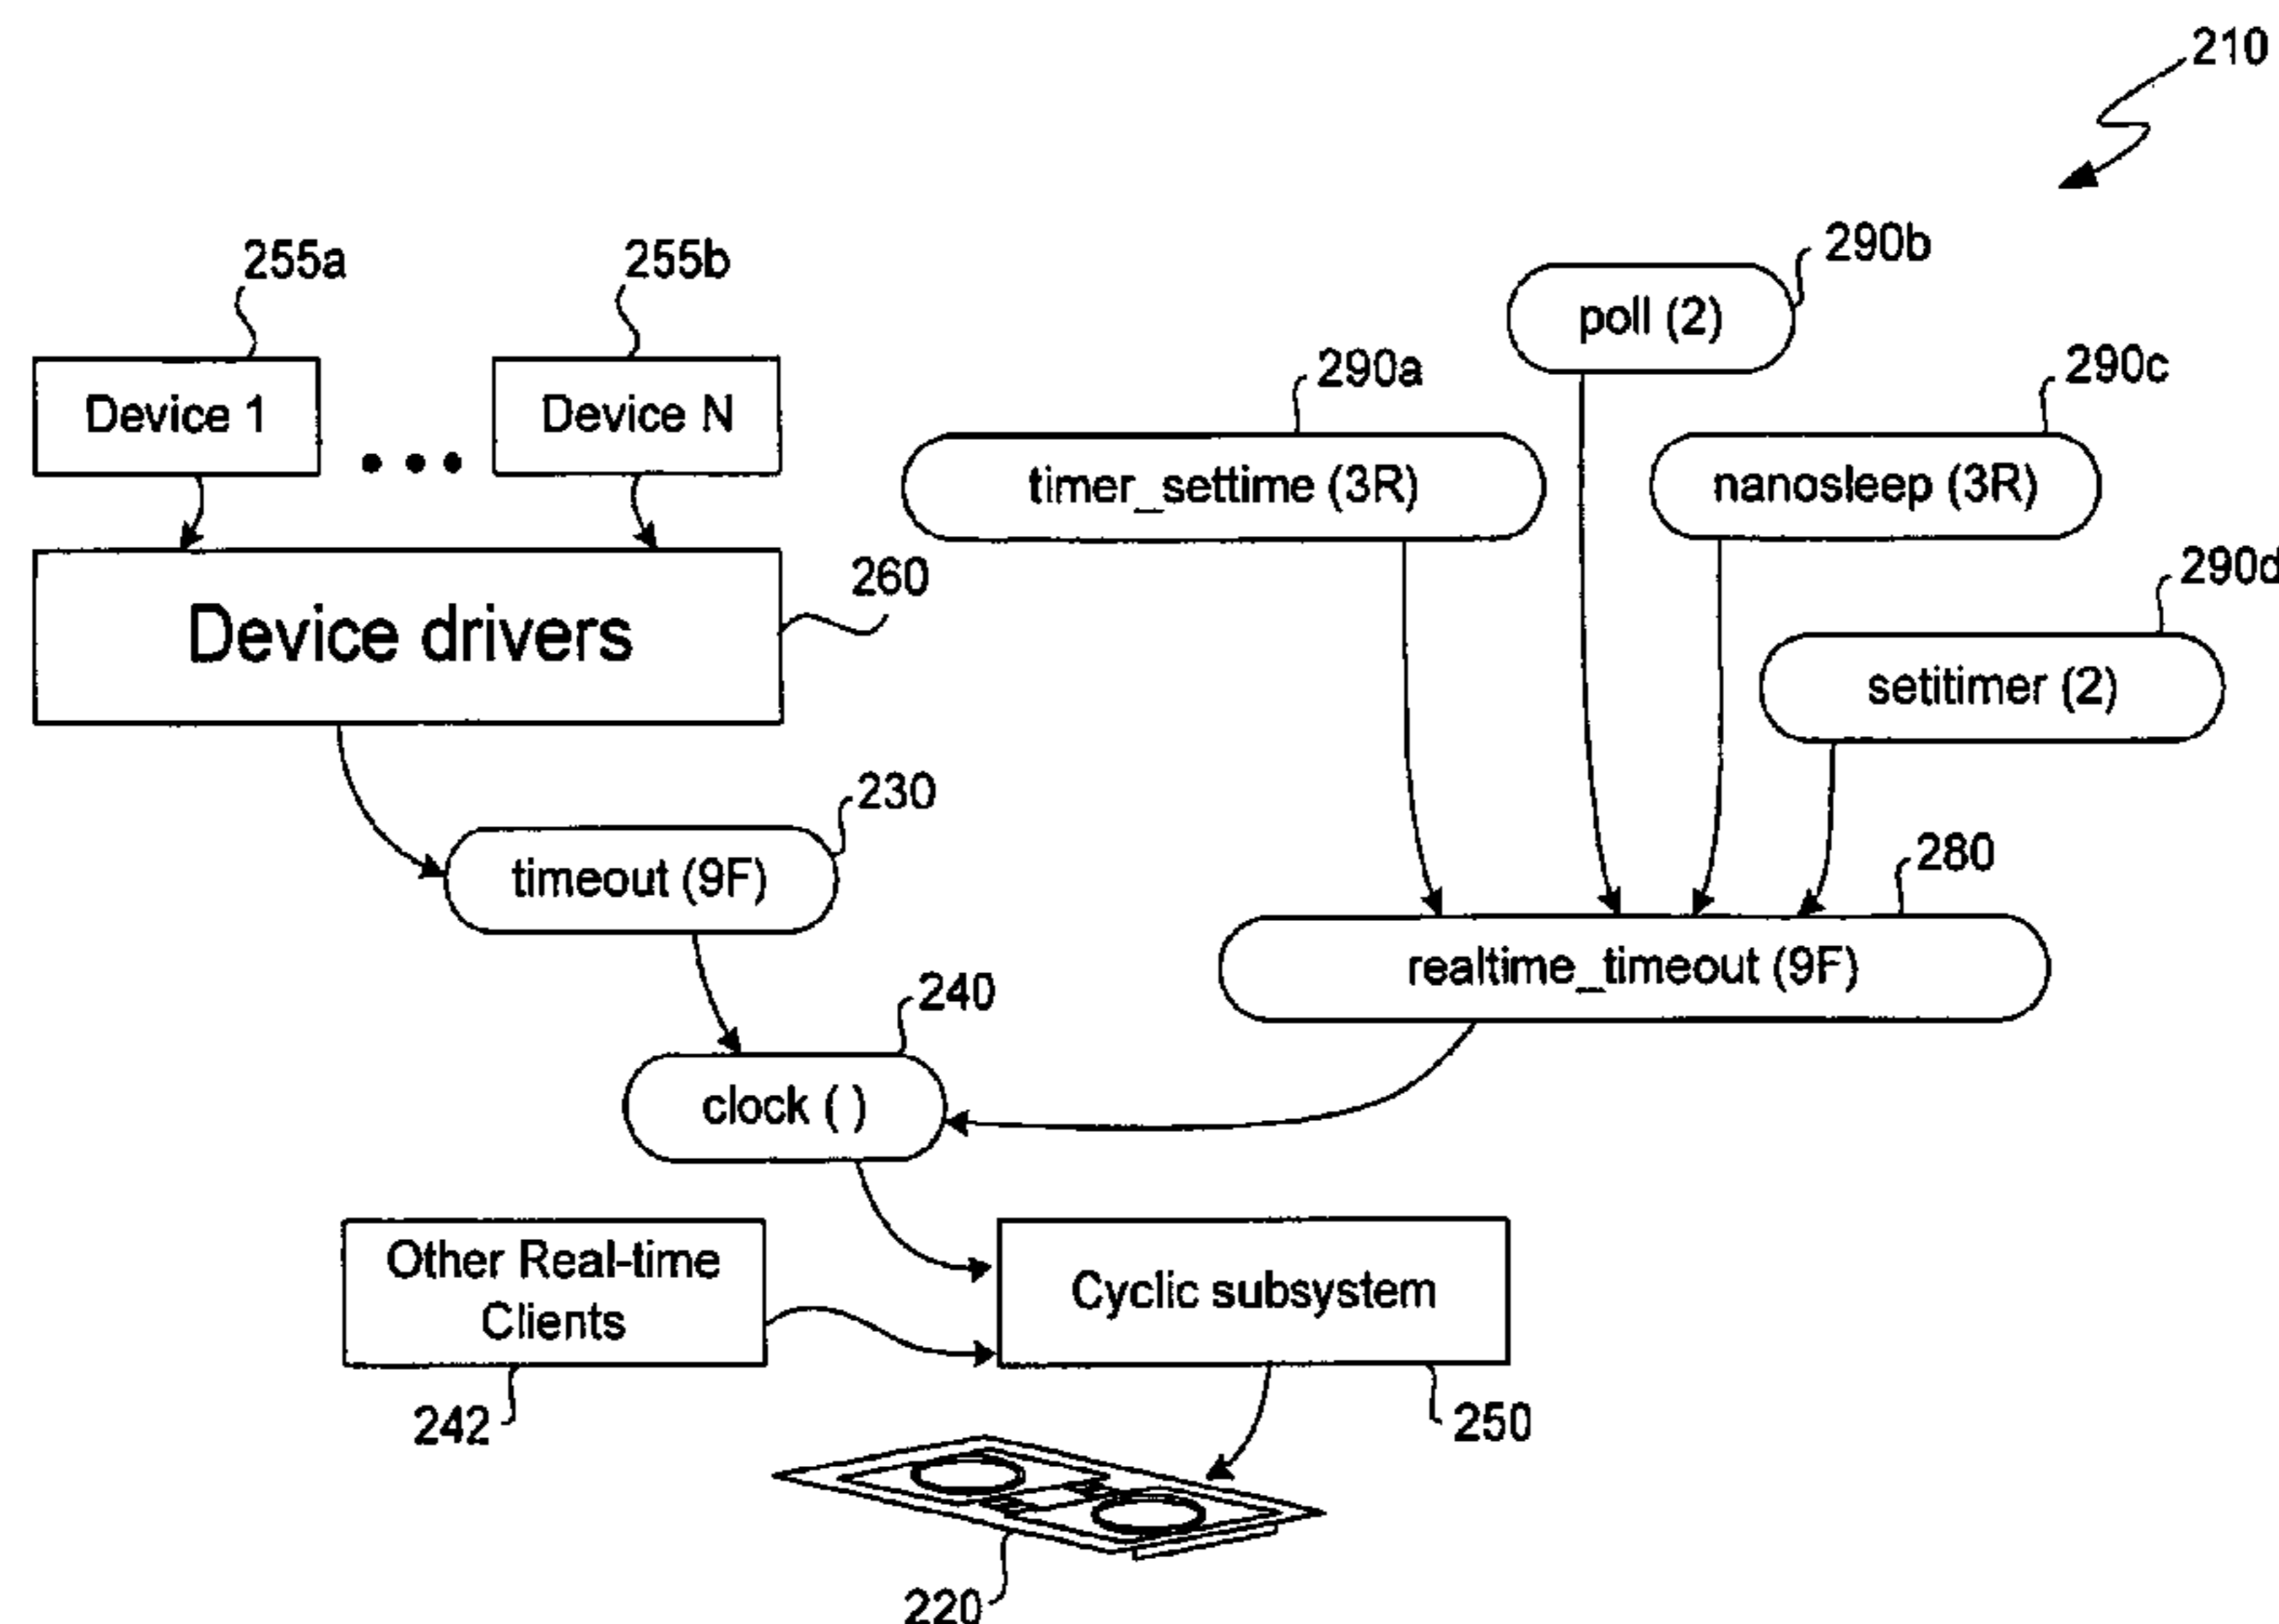 210
255a
255b
290b
poll (2)
290a
290c
Device 1
Device N
timer_settime (3R)
nanosleep (3R)
260
290d
Device drivers
setitimer (2)
230
timeout (9F)
280
realtime_timeout (9F)
240
clock ( )
Other Real-time
Clients
Cyclic subsystem
242
250
220